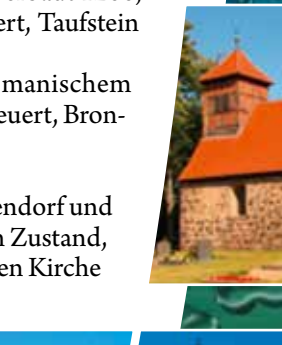 ert, Taufstein
manischem
euert, Bron-
endorf und
n Zustand,
en Kirche